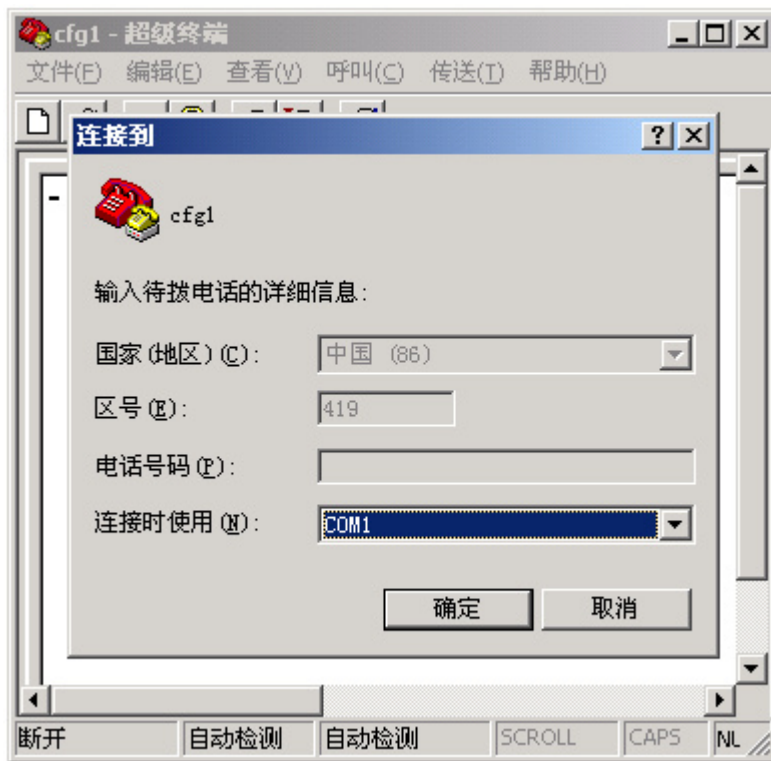 cfg1 - 超级终端
文件(F) 编辑(E) 查看(V) 呼叫(C) 传送(T) 帮助(H)
连接到
cfg1
输入待拨电话的详细信息:
国家(地区)(C): 中国 (86)
区号(E): 419
电话号码(P):
连接时使用(N): COM1
确定 取消
断开 自动检测 自动检测 SCROLL CAPS